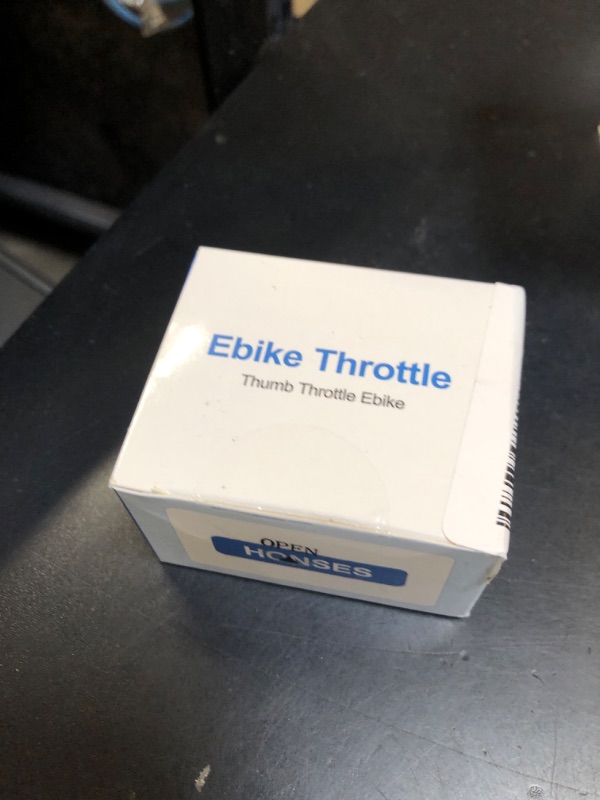 Ebike Throttle
Thumb Throttle Ebike
OPEN
HONSES